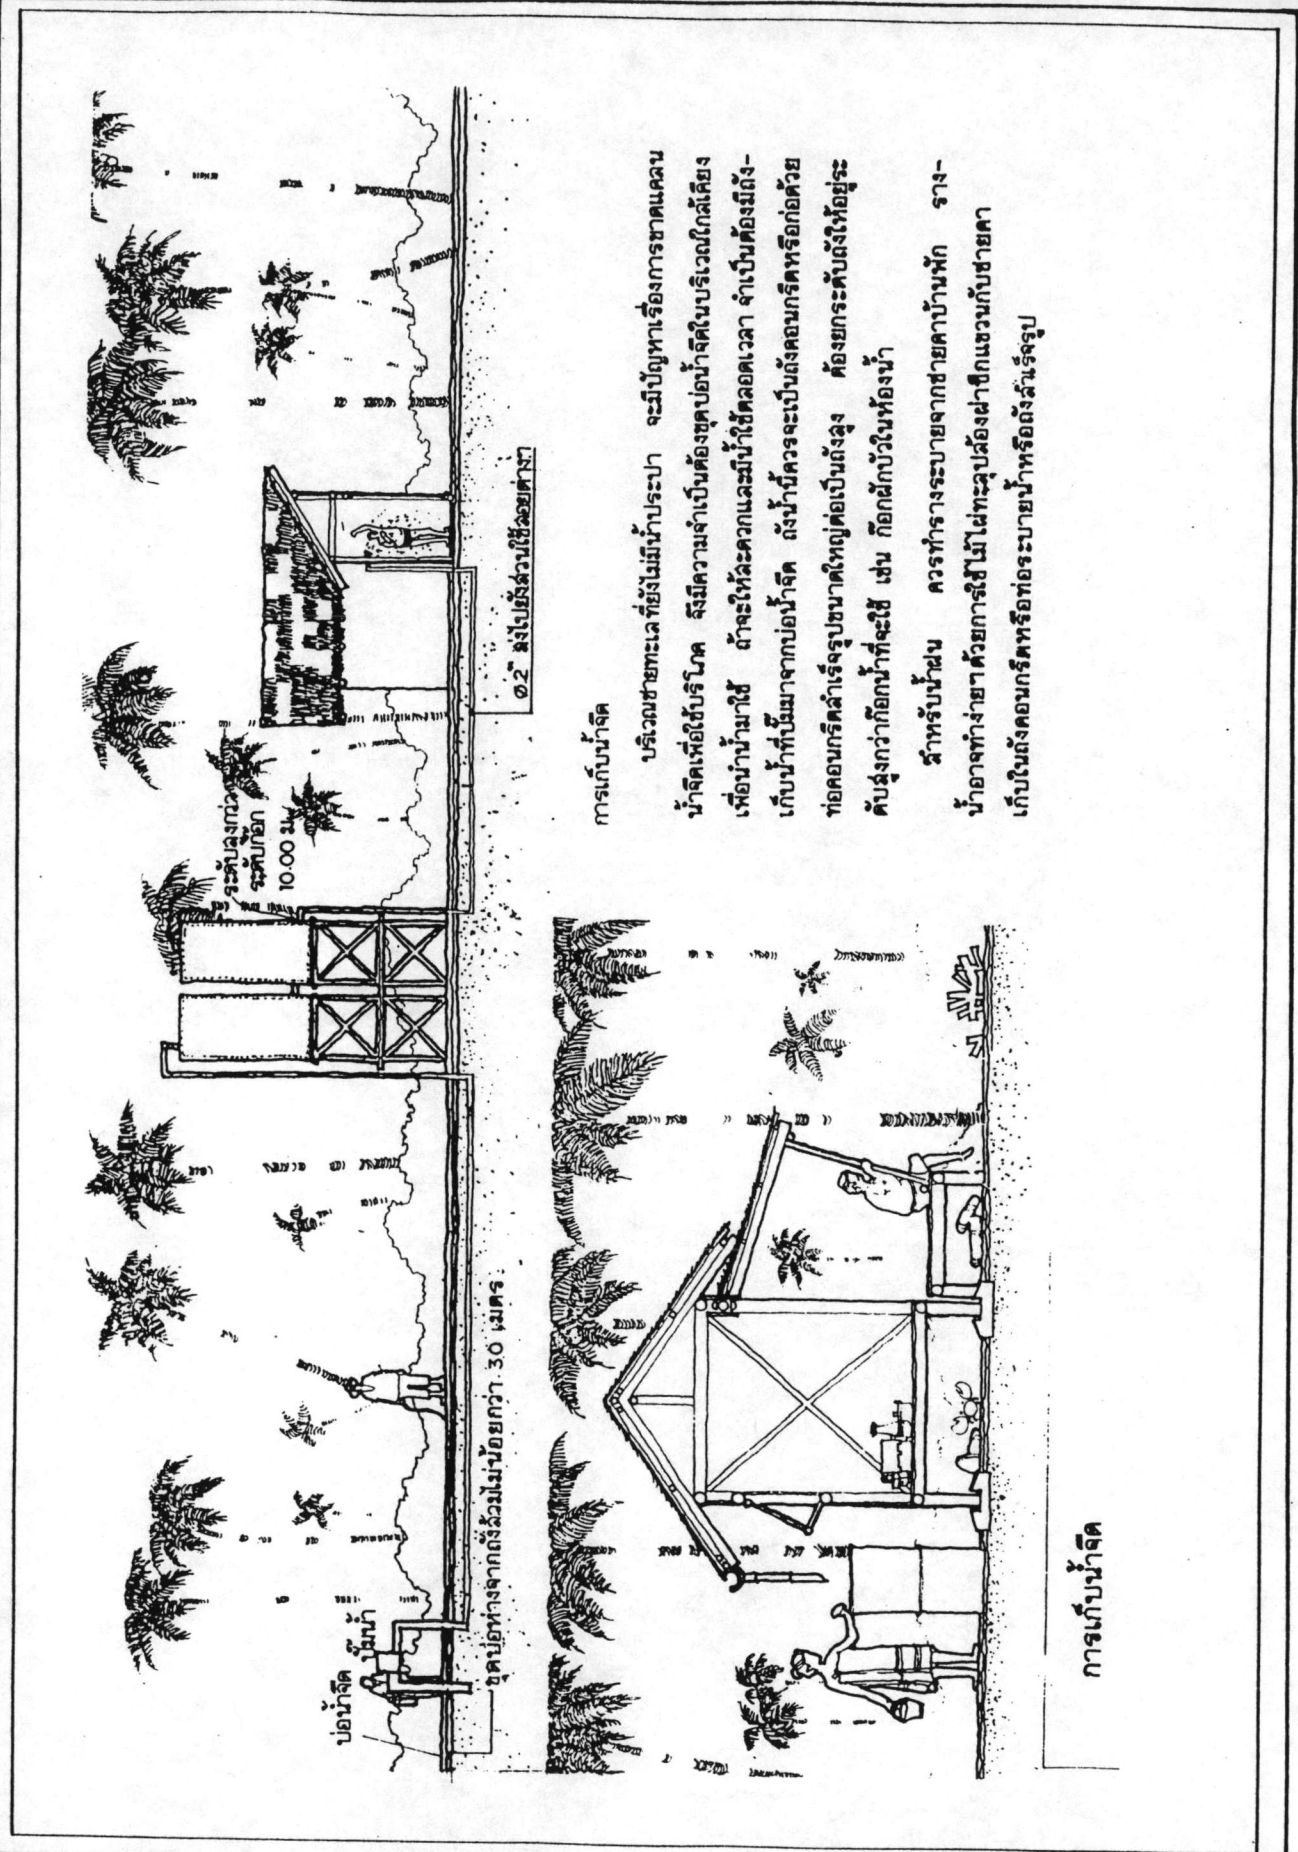 บ่อน้ำจืด
ปั๊มน้ำ
ขุดบ่อห่างจากถังส้วมไม่น้อยกว่า 30 เมตร
ระดับสูงกว่า
ระดับก๊อก
10.00 ม.
ø 2" ฝังไปยังส่วนใช้สอยต่างๆ
การเก็บน้ำจืด
บริเวณชายทะเลที่ยังไม่มีน้ำประปา จะมีปัญหาเรื่องการขาดแคลน
น้ำจืดเพื่อใช้บริโภค จึงมีความจำเป็นต้องขุดบ่อน้ำจืดในบริเวณใกล้เคียง
เพื่อนำน้ำมาใช้ ถ้าจะให้สะดวกและมีน้ำใช้ตลอดเวลา จำเป็นต้องมีถัง-
เก็บน้ำที่ปั๊มมาจากบ่อน้ำจืด ถังน้ำนี้ควรจะเป็นถังคอนกรีตหรือก่อด้วย
ท่อคอนกรีตสำเร็จรูปขนาดใหญ่ต่อเป็นถังสูง ต้องยกระดับถังให้อยู่ระ
ดับสูงกว่าก๊อกน้ำที่จะใช้ เช่น ก๊อกฝักบัวในห้องน้ำ
สำหรับน้ำฝน ควรทำรางระบายจากชายคาบ้านพัก ราง-
น้ำอาจทำง่ายๆด้วยการใช้ไม้ไผ่ทะลุปล้องผ่าซีกแขวนกับชายคา
เก็บในถังคอนกรีตหรือท่อระบายน้ำหรือถังสำเร็จรูป
การเก็บน้ำจืด